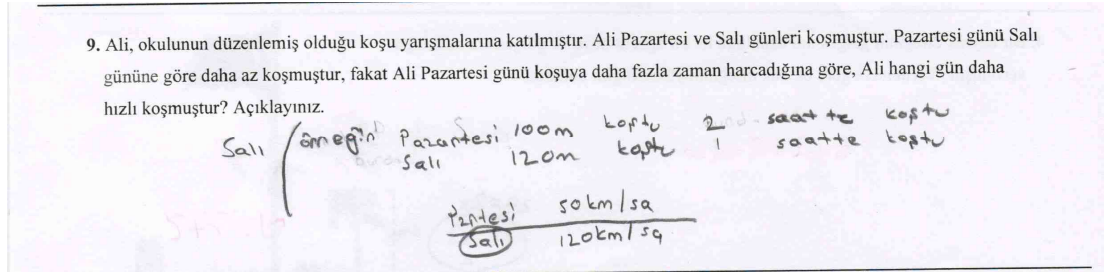 9. Ali, okulunun düzenlemiş olduğu koşu yarışmalarına katılmıştır. Ali Pazartesi ve Salı günleri koşmuştur. Pazartesi günü Salı
gününe göre daha az koşmuştur, fakat Ali Pazartesi günü koşuya daha fazla zaman harcadığına göre, Ali hangi gün daha
hızlı koşmuştur? Açıklayınız.
Salı örneğin Pazartesi 100m koştu 2 saatte koştu
Salı 120m koştu 1 saatte koştu
Pzrtesi 50km/sa
Salı 120km/sa